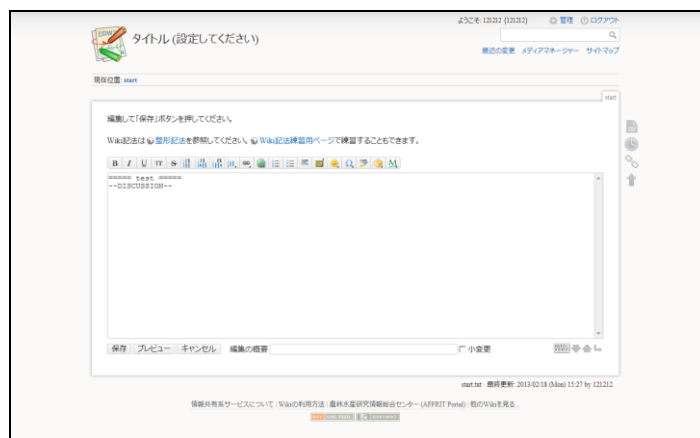 ようこそ: 121212 (121212) 管理 ログアウト
タイトル (設定してください)
最近の変更 メディアマネージャー サイトマップ
現在位置: start
start
編集して「保存」ボタンを押してください。
Wiki記法は 整形記法を参照してください。 Wiki記法練習用ページで練習することもできます。
B I U TT S
===== test =====
--DISCUSSION--
保存 プレビュー キャンセル 編集の概要 小変更
start.txt · 最終更新: 2013/02/18 (Mon) 15:27 by 121212
情報共有系サービスについて | Wikiの利用方法 | 農林水産研究情報総合センター (AFFRIT Portal) | 他のWikiを見る...